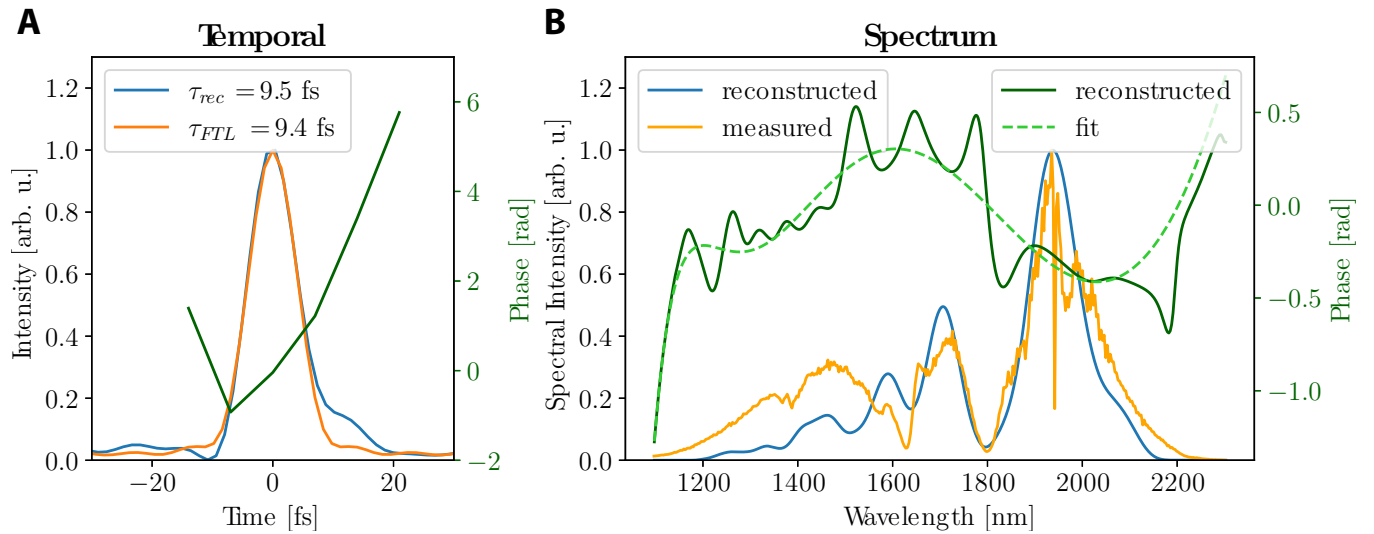 A
Temporal
Intensity [arb. u.]
1.2
1.0
0.8
0.6
0.4
0.2
0.0
τrec = 9.5 fs
τFTL = 9.4 fs
6
4
2
0
−2
Phase [rad]
−20 0 20
Time [fs]
B
Spectrum
Spectral Intensity [arb. u.]
1.2
1.0
0.8
0.6
0.4
0.2
0.0
reconstructed
measured
reconstructed
fit
0.5
0.0
−0.5
−1.0
Phase [rad]
1200 1400 1600 1800 2000 2200
Wavelength [nm]